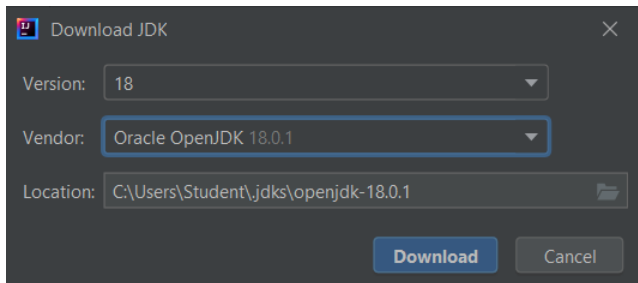 Download JDK
Version: 18
Vendor: Oracle OpenJDK 18.0.1
Location: C:\Users\Student\.jdks\openjdk-18.0.1
Download Cancel